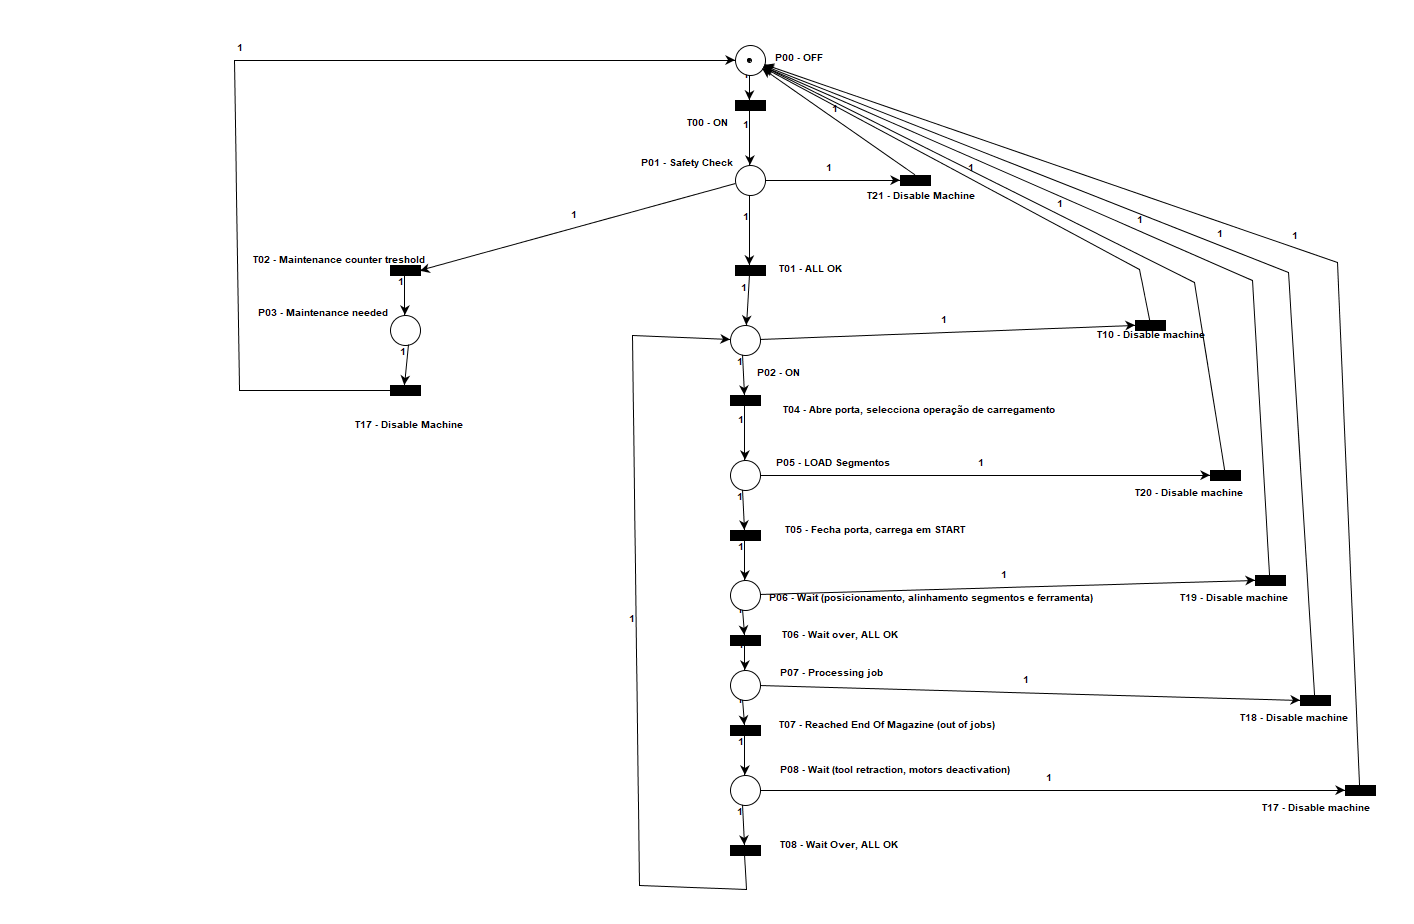 1
P00 - OFF
1
T00 - ON
1
1
P01 - Safety Check
1
1
T21 - Disable Machine
1
1
1
1
1
1
T02 - Maintenance counter treshold
T01 - ALL OK
1
1
P03 - Maintenance needed
1
T10 - Disable machine
1
1
P02 - ON
T04 - Abre porta, selecciona operação de carregamento
1
T17 - Disable Machine
P05 - LOAD Segmentos
1
T20 - Disable machine
1
T05 - Fecha porta, carrega em START
1
1
P06 - Wait (posicionamento, alinhamento segmentos e ferramenta)
T19 - Disable machine
1
1
T06 - Wait over, ALL OK
1
P07 - Processing job
1
1
T18 - Disable machine
T07 - Reached End Of Magazine (out of jobs)
1
P08 - Wait (tool retraction, motors deactivation)
1
T17 - Disable machine
1
T08 - Wait Over, ALL OK